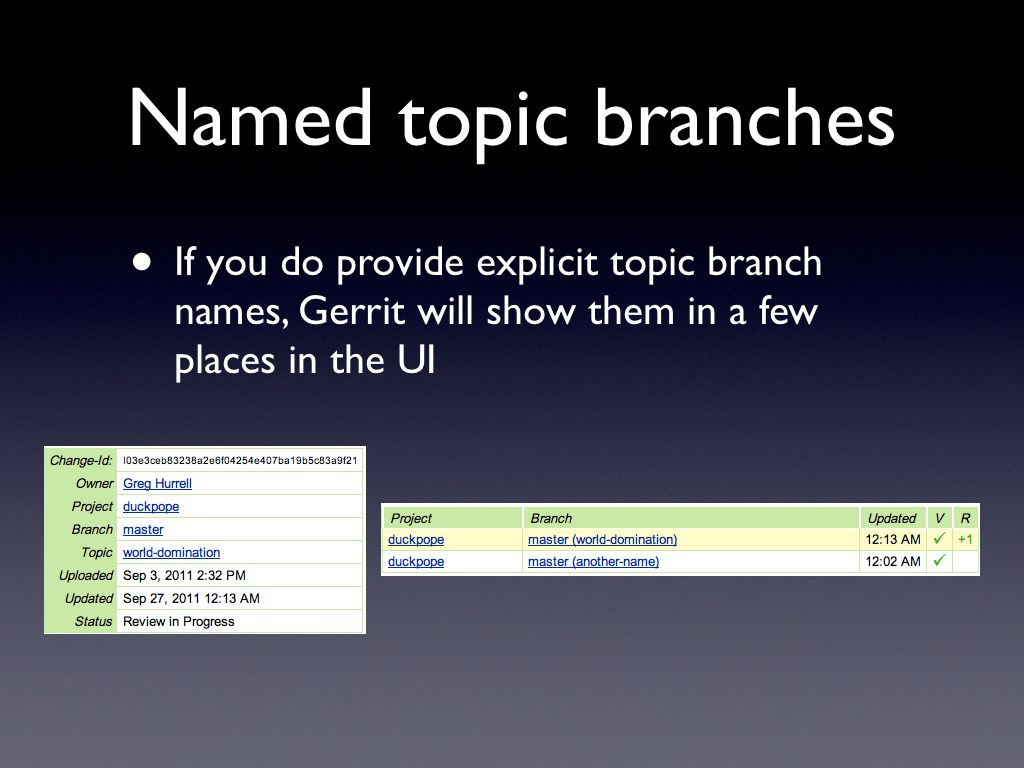 Named topic branches
• If you do provide explicit topic branch
names, Gerrit will show them in a few
places in the UI
Change-Id: I03e3ceb83238a2e6f04254e407ba19b5c83a9f21
Owner Greg Hurrell
Project duckpope
Branch master
Topic world-domination
Uploaded Sep 3, 2011 2:32 PM
Updated Sep 27, 2011 12:13 AM
Status Review in Progress
Project Branch Updated V R
duckpope master (world-domination) 12:13 AM ✓ +1
duckpope master (another-name) 12:02 AM ✓